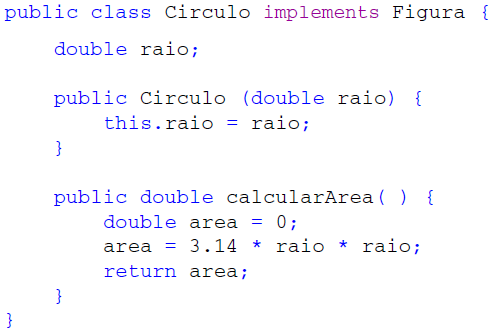 public class Circulo implements Figura {
    double raio;
    public Circulo (double raio) {
        this.raio = raio;
    }
    public double calcularArea( ) {
        double area = 0;
        area = 3.14 * raio * raio;
        return area;
    }
}